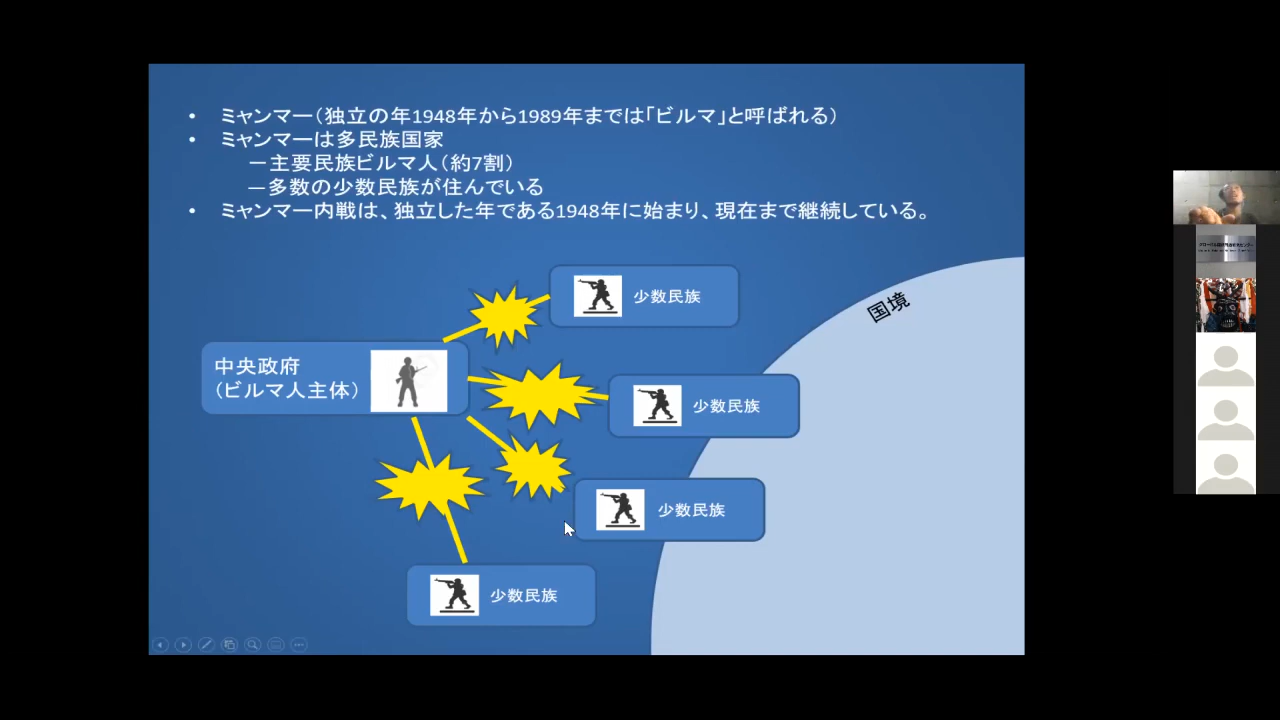 • ミャンマー（独立の年1948年から1989年までは「ビルマ」と呼ばれる）
• ミャンマーは多民族国家
－主要民族ビルマ人（約7割）
―多数の少数民族が住んでいる
• ミャンマー内戦は、独立した年である1948年に始まり、現在まで継続している。
国境
少数民族
中央政府
（ビルマ人主体）
少数民族
少数民族
少数民族